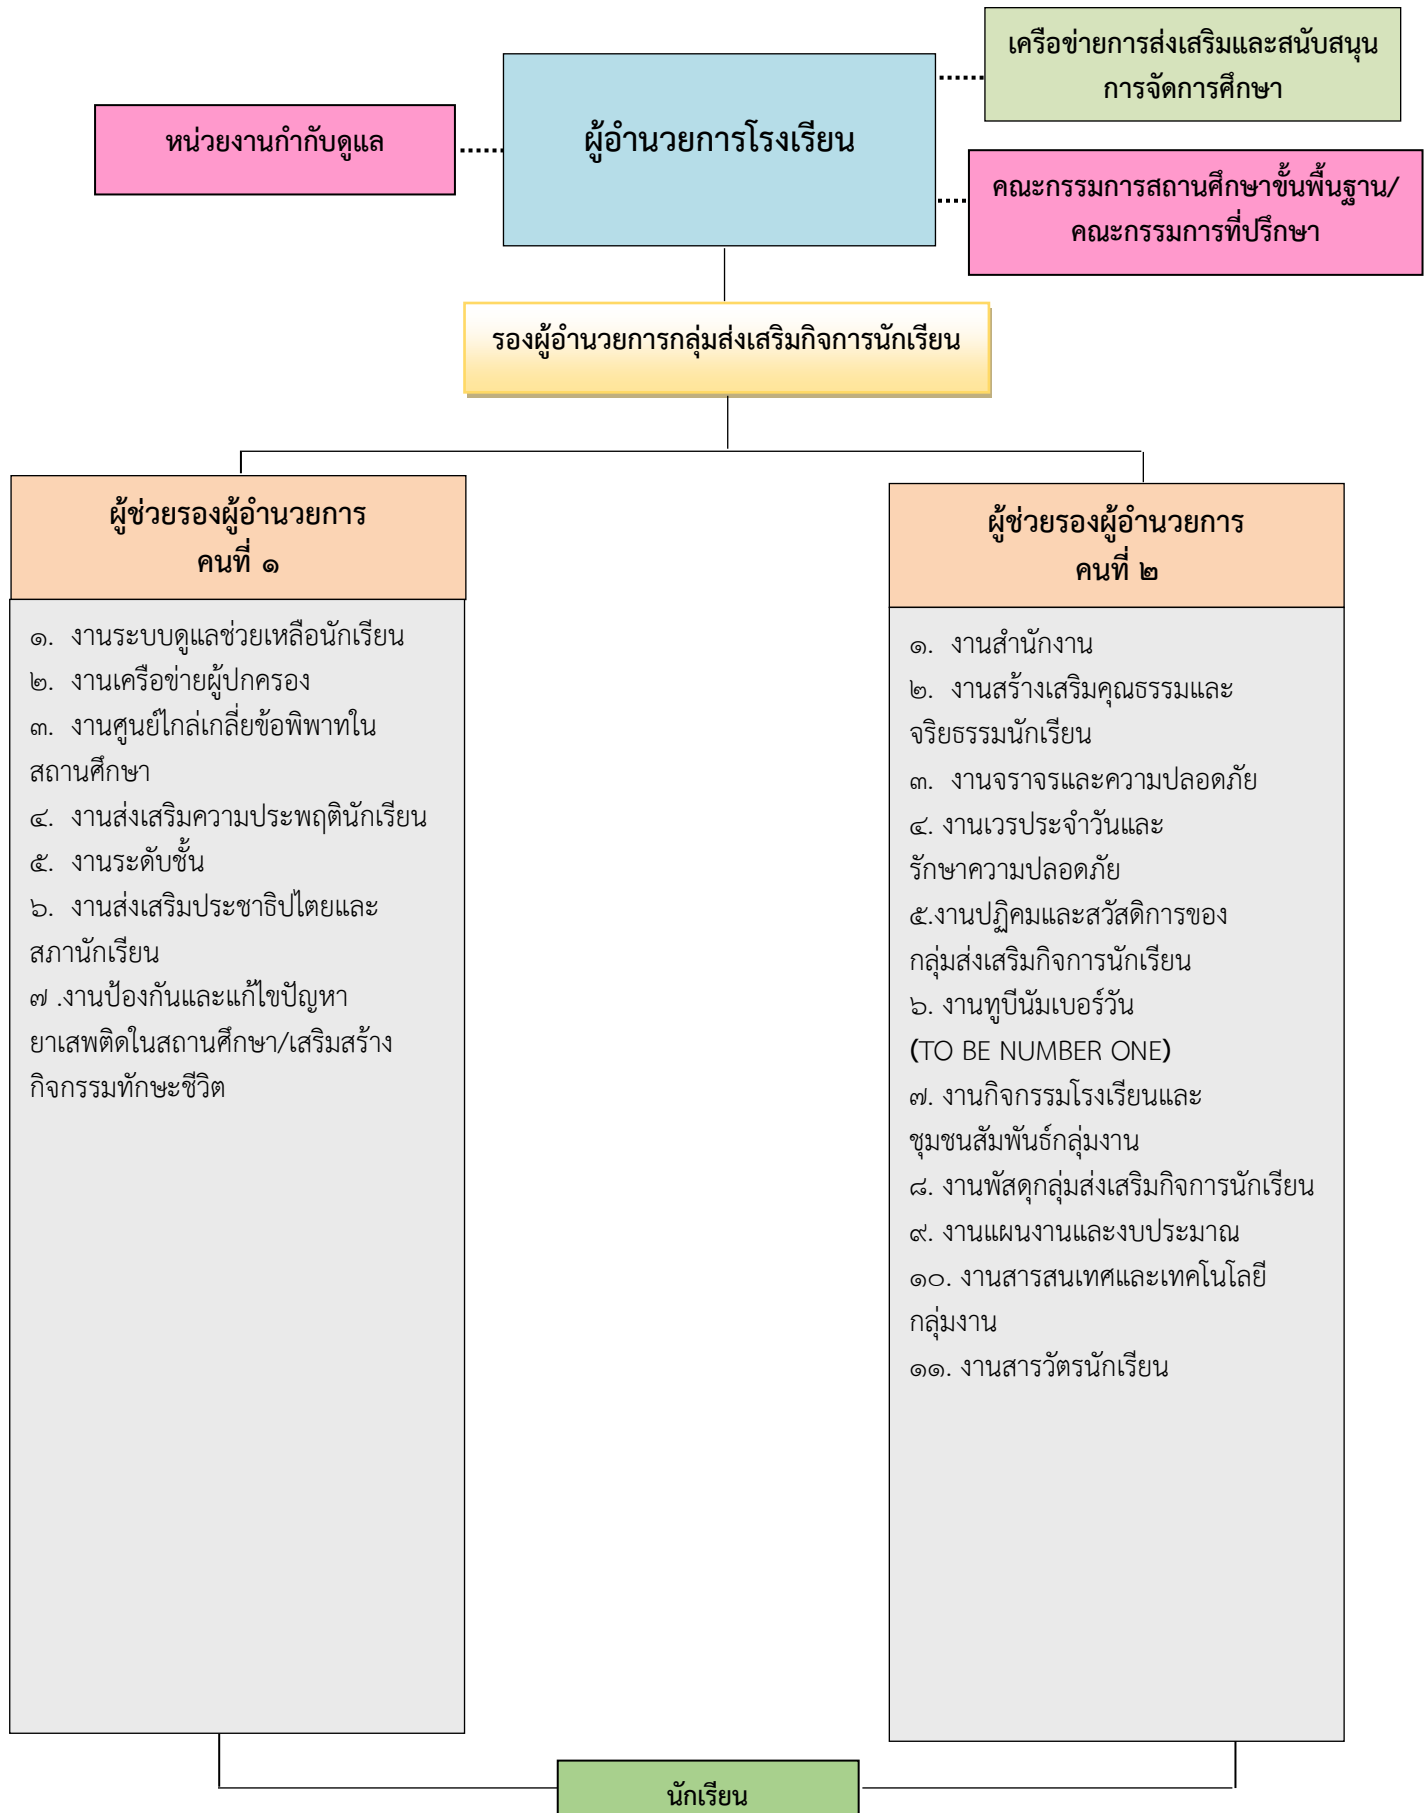 เครือข่ายการส่งเสริมและสนับสนุน
การจัดการศึกษา
หน่วยงานกำกับดูแล
ผู้อำนวยการโรงเรียน
คณะกรรมการสถานศึกษาขั้นพื้นฐาน/
คณะกรรมการที่ปรึกษา
รองผู้อำนวยการกลุ่มส่งเสริมกิจการนักเรียน
ผู้ช่วยรองผู้อำนวยการ
คนที่ ๑
๑. งานระบบดูแลช่วยเหลือนักเรียน
๒. งานเครือข่ายผู้ปกครอง
๓. งานศูนย์ไกล่เกลี่ยข้อพิพาทใน
สถานศึกษา
๔. งานส่งเสริมความประพฤตินักเรียน
๕. งานระดับชั้น
๖. งานส่งเสริมประชาธิปไตยและ
สภานักเรียน
๗ .งานป้องกันและแก้ไขปัญหา
ยาเสพติดในสถานศึกษา/เสริมสร้าง
กิจกรรมทักษะชีวิต
ผู้ช่วยรองผู้อำนวยการ
คนที่ ๒
๑. งานสำนักงาน
๒. งานสร้างเสริมคุณธรรมและ
จริยธรรมนักเรียน
๓. งานจราจรและความปลอดภัย
๔. งานเวรประจำวันและ
รักษาความปลอดภัย
๕.งานปฏิคมและสวัสดิการของ
กลุ่มส่งเสริมกิจการนักเรียน
๖. งานทูบีนัมเบอร์วัน
(TO BE NUMBER ONE)
๗. งานกิจกรรมโรงเรียนและ
ชุมชนสัมพันธ์กลุ่มงาน
๘. งานพัสดุกลุ่มส่งเสริมกิจการนักเรียน
๙. งานแผนงานและงบประมาณ
๑๐. งานสารสนเทศและเทคโนโลยี
กลุ่มงาน
๑๑. งานสารวัตรนักเรียน
นักเรียน